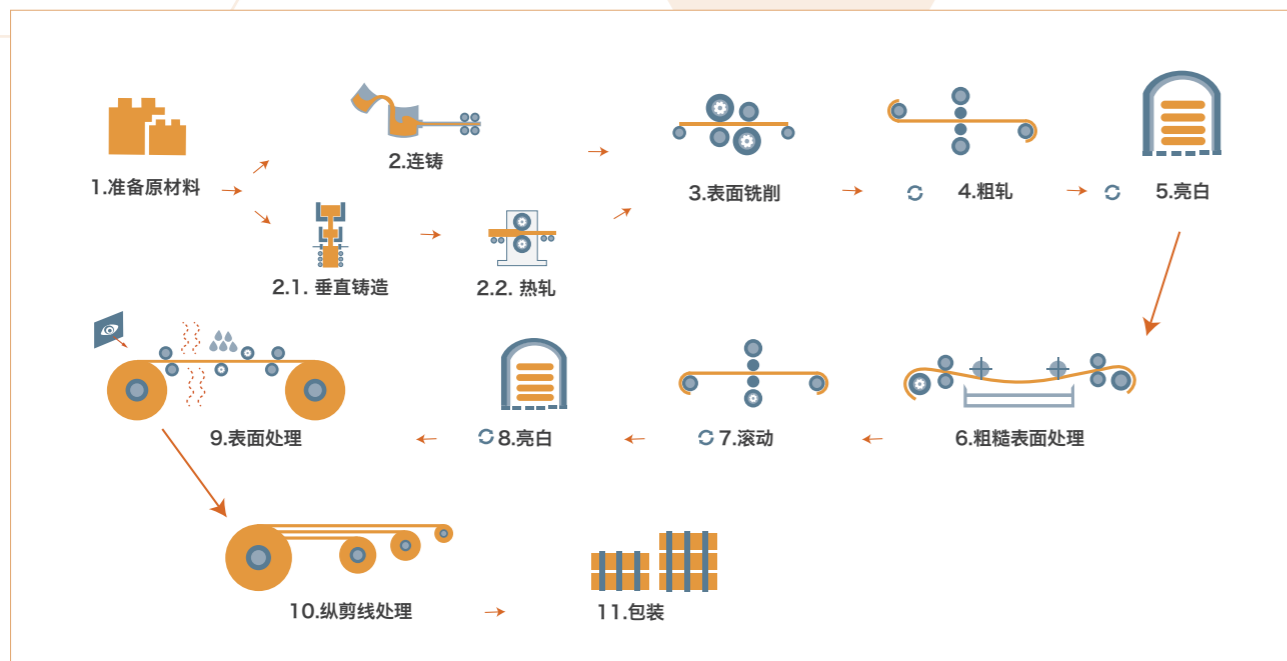 1.准备原材料
2.连铸
2.1. 垂直铸造
2.2. 热轧
3.表面铣削
4.粗轧
5.亮白
6.粗糙表面处理
7.滚动
8.亮白
9.表面处理
10.纵剪线处理
11.包装